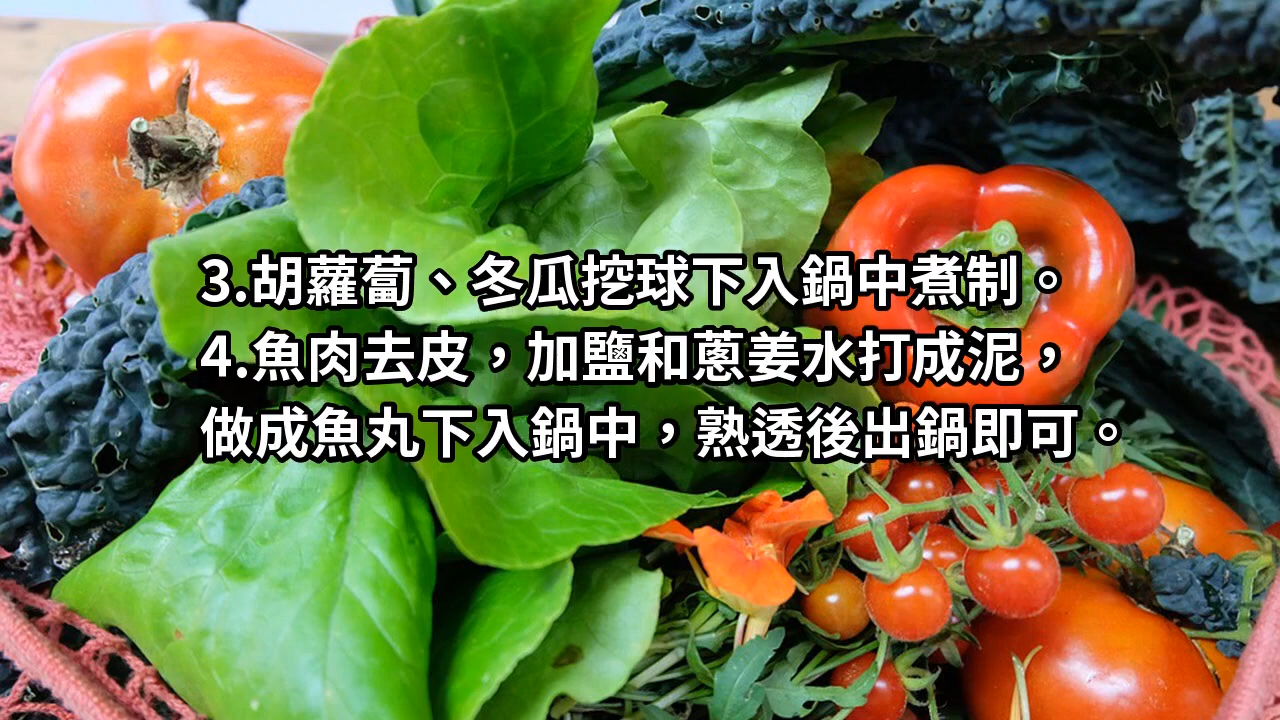 3.胡蘿蔔、冬瓜挖球下入鍋中煮制。
4.魚肉去皮，加鹽和蔥姜水打成泥，
做成魚丸下入鍋中，熟透後出鍋即可。